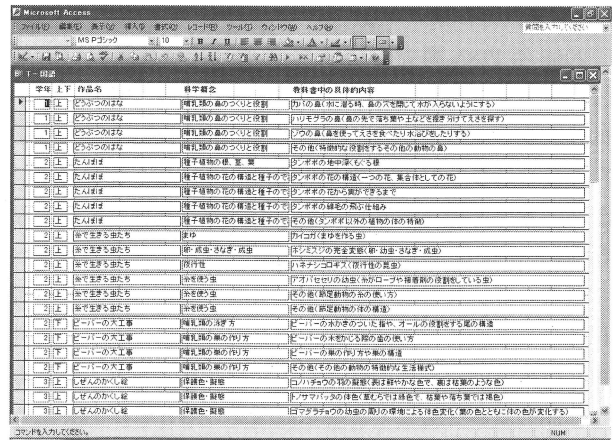 Microsoft Access
ファイル(F) 編集(E) 表示(V) 挿入(I) 書式(O) レコード(R) ツール(T) ウィンドウ(W) ヘルプ(H)
質問を入力してください
MS Pゴシック 10 B I U
T-国語
学年 上下 作品名 科学概念 教科書中の具体的内容
1 上 どうぶつのはな 哺乳類の鼻のつくりと役割 カバの鼻(水に潜る時、鼻の穴を閉じて水が入らないようにする)
1 上 どうぶつのはな 哺乳類の鼻のつくりと役割 ハリモグラの鼻(鼻の先で落ち葉や土などを掻き分けてえさを探す)
1 上 どうぶつのはな 哺乳類の鼻のつくりと役割 ゾウの鼻(鼻を使ってえさを食べたり水浴びをしたりする)
1 上 どうぶつのはな 哺乳類の鼻のつくりと役割 その他(特徴的な役割をするその他の動物の鼻)
2 上 たんぽぽ 種子植物の根、茎、葉 タンポポの地中深くもぐる根
2 上 たんぽぽ 種子植物の花の構造と種子ので タンポポの花の構造(一つの花、集合体としての花)
2 上 たんぽぽ 種子植物の花の構造と種子ので タンポポの花から実ができるまで
2 上 たんぽぽ 種子植物の花の構造と種子ので タンポポの綿毛の飛ぶ仕組み
2 上 たんぽぽ 種子植物の花の構造と種子ので その他(タンポポ以外の植物の体の特徴)
2 上 糸で生きる虫たち まゆ カイコガ(まゆを作る虫)
2 上 糸で生きる虫たち 卵・成虫・さなぎ・成虫 キシミスジの完全変態(卵・幼虫・さなぎ・成虫)
2 上 糸で生きる虫たち 夜行性 ハネナシコロギス(夜行性の昆虫)
2 上 糸で生きる虫たち 糸を使う虫 アオバセセリの幼虫(糸がロープや接着剤の役割をしている虫)
2 上 糸で生きる虫たち 糸を使う虫 その他(節足動物の糸の使い方)
2 上 糸で生きる虫たち 糸を使う虫 その他(節足動物の体の構造)
2 下 ビーバーの大工事 哺乳類の泳ぎ方 ビーバーの水かきのついた指や、オールの役割をする尾の構造
2 下 ビーバーの大工事 哺乳類の巣の作り方 ビーバーの木をかじる際の歯の使い方
2 下 ビーバーの大工事 哺乳類の巣の作り方 ビーバーの巣の作り方や巣の構造
2 下 ビーバーの大工事 哺乳類の巣の作り方 その他(その他の動物の特徴的な生活様式)
3 上 しぜんのかくし絵 保護色・擬態 コノハチョウの羽の擬態(表は鮮やかな色で、裏は枯葉のような色)
3 上 しぜんのかくし絵 保護色・擬態 トノサマバッタの体色(草むらでは緑色で、枯葉や落ち葉では褐色)
3 上 しぜんのかくし絵 保護色・擬態 ゴマダラチョウの幼虫の周りの環境による体色変化(葉の色とともに体の色が変化する)
コマンドを入力してください。 NUM